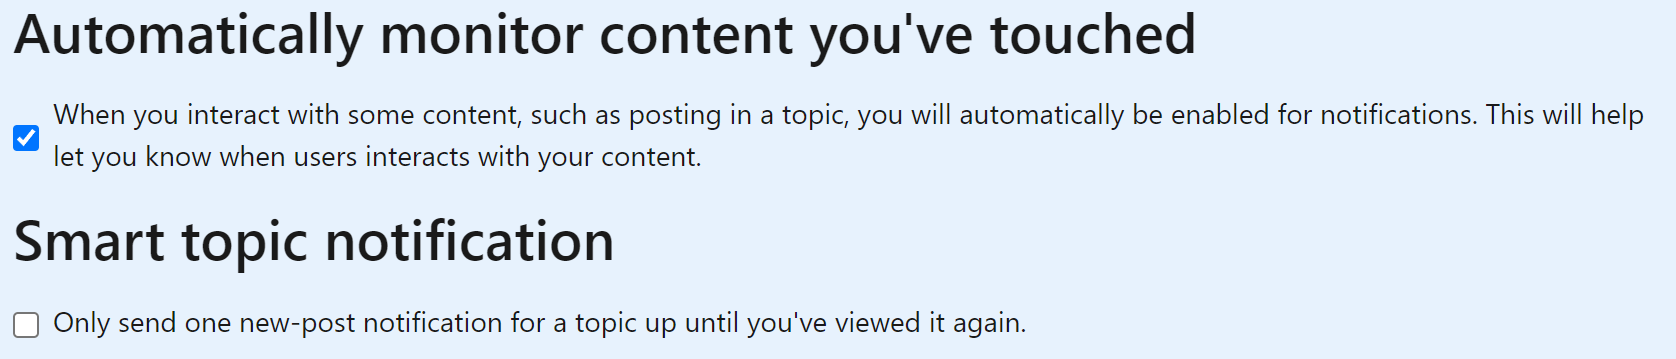 Automatically monitor content you've touched
When you interact with some content, such as posting in a topic, you will automatically be enabled for notifications. This will help
let you know when users interacts with your content.
Smart topic notification
Only send one new-post notification for a topic up until you've viewed it again.